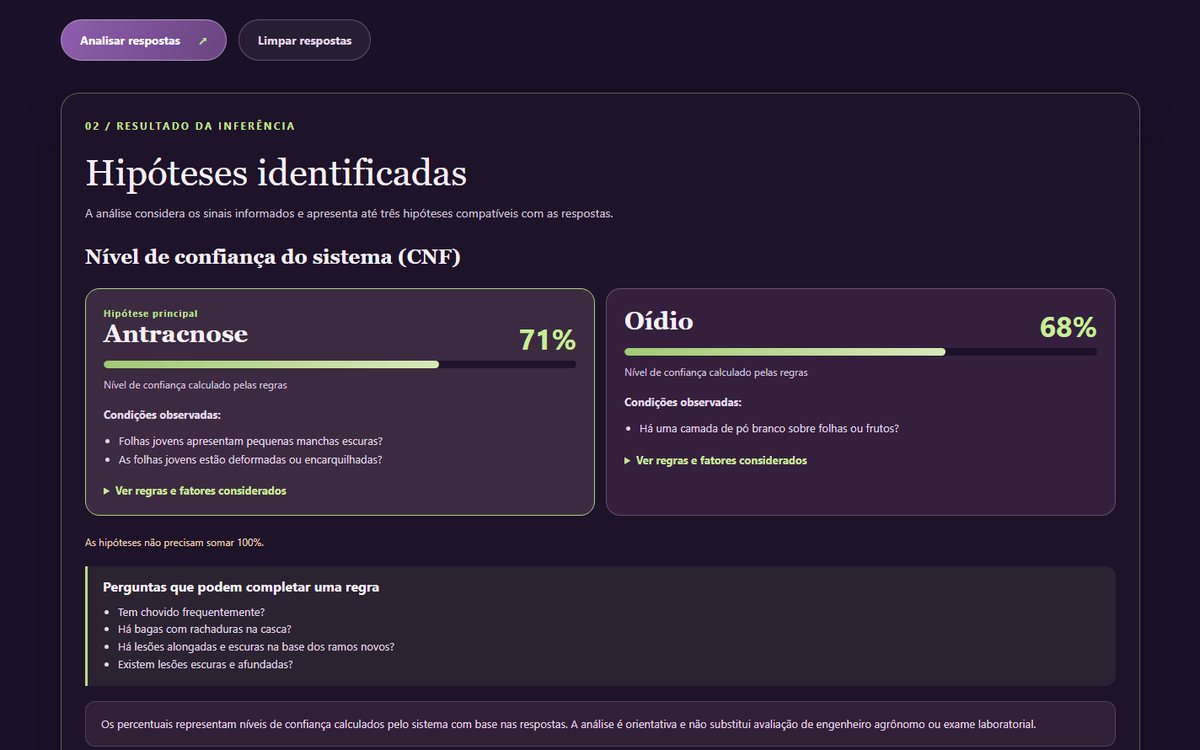 Analisar respostas ↗
Limpar respostas
02 / RESULTADO DA INFERÊNCIA
Hipóteses identificadas
A análise considera os sinais informados e apresenta até três hipóteses compatíveis com as respostas.
Nível de confiança do sistema (CNF)
Hipótese principal
Antracnose
71%
Nível de confiança calculado pelas regras
Condições observadas:
• Folhas jovens apresentam pequenas manchas escuras?
• As folhas jovens estão deformadas ou encarquilhadas?
▶ Ver regras e fatores considerados
Oídio
68%
Nível de confiança calculado pelas regras
Condições observadas:
• Há uma camada de pó branco sobre folhas ou frutos?
▶ Ver regras e fatores considerados
As hipóteses não precisam somar 100%.
Perguntas que podem completar uma regra
• Tem chovido frequentemente?
• Há bagas com rachaduras na casca?
• Há lesões alongadas e escuras na base dos ramos novos?
• Existem lesões escuras e afundadas?
Os percentuais representam níveis de confiança calculados pelo sistema com base nas respostas. A análise é orientativa e não substitui avaliação de engenheiro agrônomo ou exame laboratorial.